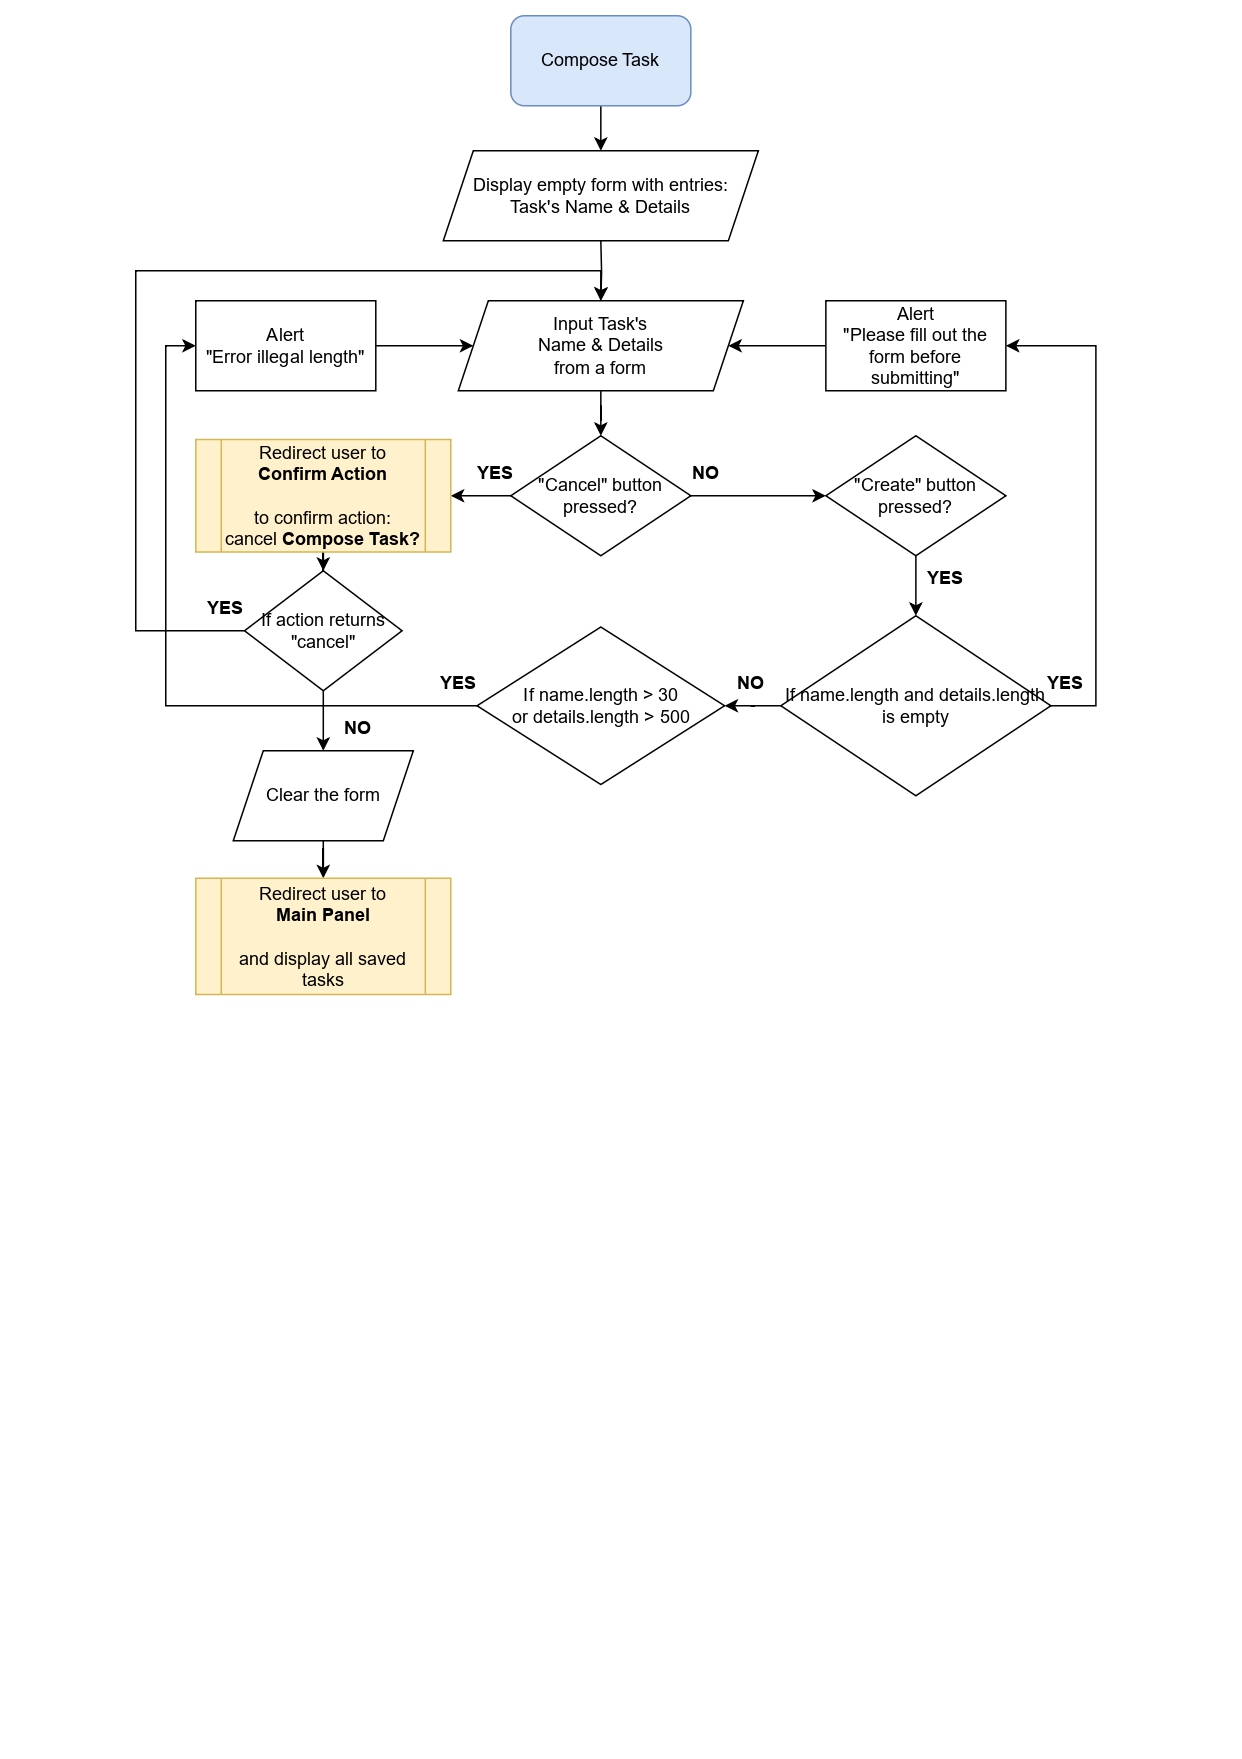 Compose Task
Display empty form with entries:
Task's Name & Details
Alert
"Error illegal length"
Input Task's
Name & Details
from a form
Alert
"Please fill out the
form before
submitting"
Redirect user to
Confirm Action
to confirm action:
cancel Compose Task?
YES
"Cancel" button
pressed?
NO
"Create" button
pressed?
YES
YES
If action returns
"cancel"
YES
If name.length > 30
or details.length > 500
NO
If name.length and details.length
is empty
YES
NO
Clear the form
Redirect user to
Main Panel
and display all saved
tasks